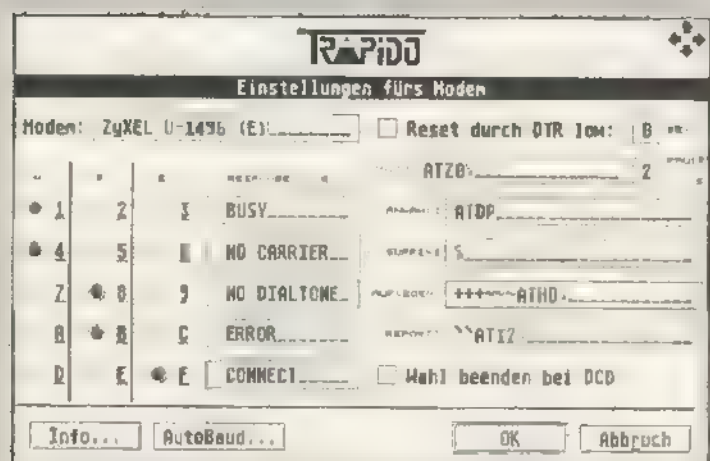 RAPiDO
Einstellungen fürs Modem
Modem: ZyXEL U-1496 (E)
Reset durch DTR low: B
ATZ0 2
1 2 3 BUSY ATDP
4 5 NO CARRIER
7 8 9 NO DIALTONE +++~~~ATH0
A B C ERROR REPORT: ``ATI2
D E F CONNECT Wahl beenden bei DCD
Info... AutoBaud... OK Abbruch